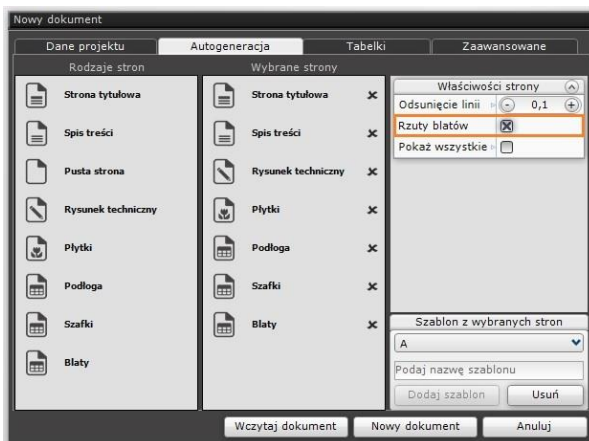 Nowy dokument
Dane projektu
Autogeneracja
Tabelki
Zaawansowane
Rodzaje stron
Strona tytułowa
Spis treści
Pusta strona
Rysunek techniczny
Płytki
Podłoga
Szafki
Blaty
Wybrane strony
Strona tytułowa
Spis treści
Rysunek techniczny
Płytki
Podłoga
Szafki
Blaty
Właściwości strony
Odsunięcie linii 0,1
Rzuty blatów
Pokaż wszystkie
Szablon z wybranych stron
A
Podaj nazwę szablonu
Dodaj szablon Usuń
Wczytaj dokument Nowy dokument Anuluj